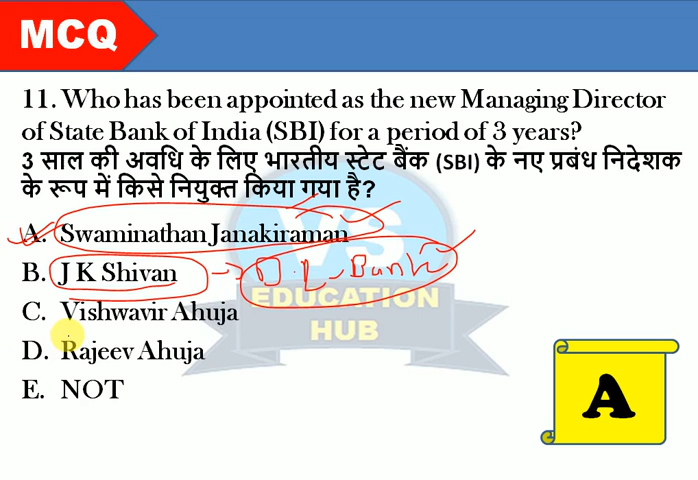 MCQ
11. Who has been appointed as the new Managing Director
of State Bank of India (SBI) for a period of 3 years?
3 साल की अवधि के लिए भारतीय स्टेट बैंक (SBI) के नए प्रबंध निदेशक
के रूप में किसे नियुक्त किया गया है?
A. Swaminathan Janakiraman
B. J K Shivan → D.L-Bank
C. Vishwavir Ahuja
D. Rajeev Ahuja
E. NOT
VS
EDUCATION
HUB
A